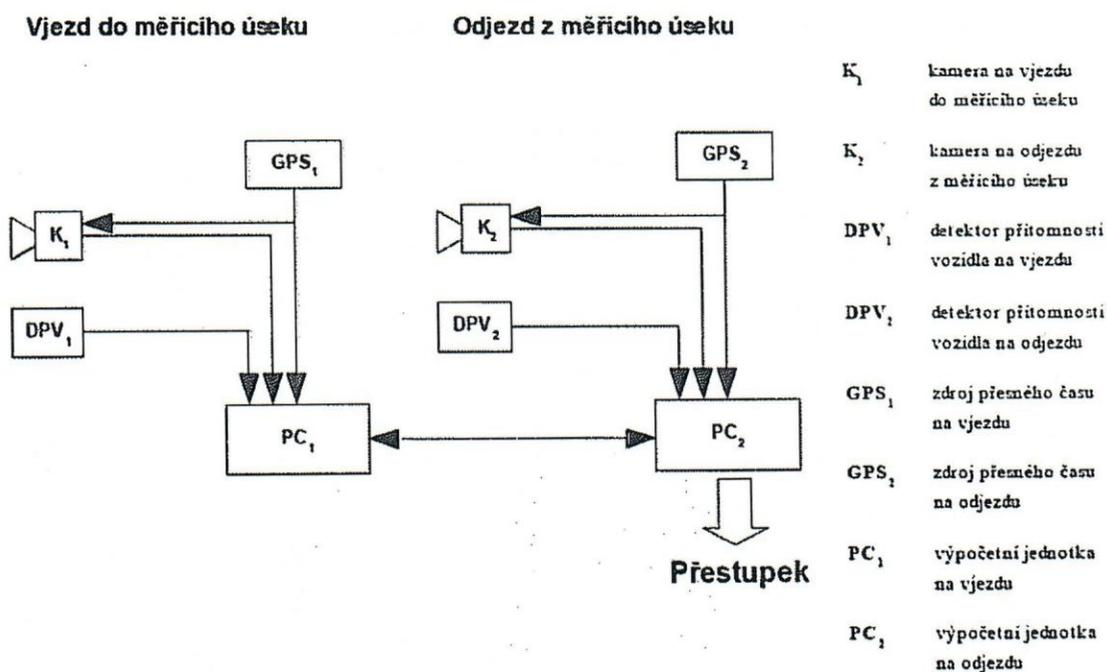 Vjezd do měřicího úseku
Odjezd z měřicího úseku
GPS₁
K₁
DPV₁
PC₁
GPS₂
K₂
DPV₂
PC₂
Přestupek
K₁ kamera na vjezdu
do měřicího úseku
K₂ kamera na odjezdu
z měřicího úseku
DPV₁ detektor přítomnosti
vozidla na vjezdu
DPV₂ detektor přítomnosti
vozidla na odjezdu
GPS₁ zdroj přesného času
na vjezdu
GPS₂ zdroj přesného času
na odjezdu
PC₁ výpočetní jednotka
na vjezdu
PC₂ výpočetní jednotka
na odjezdu